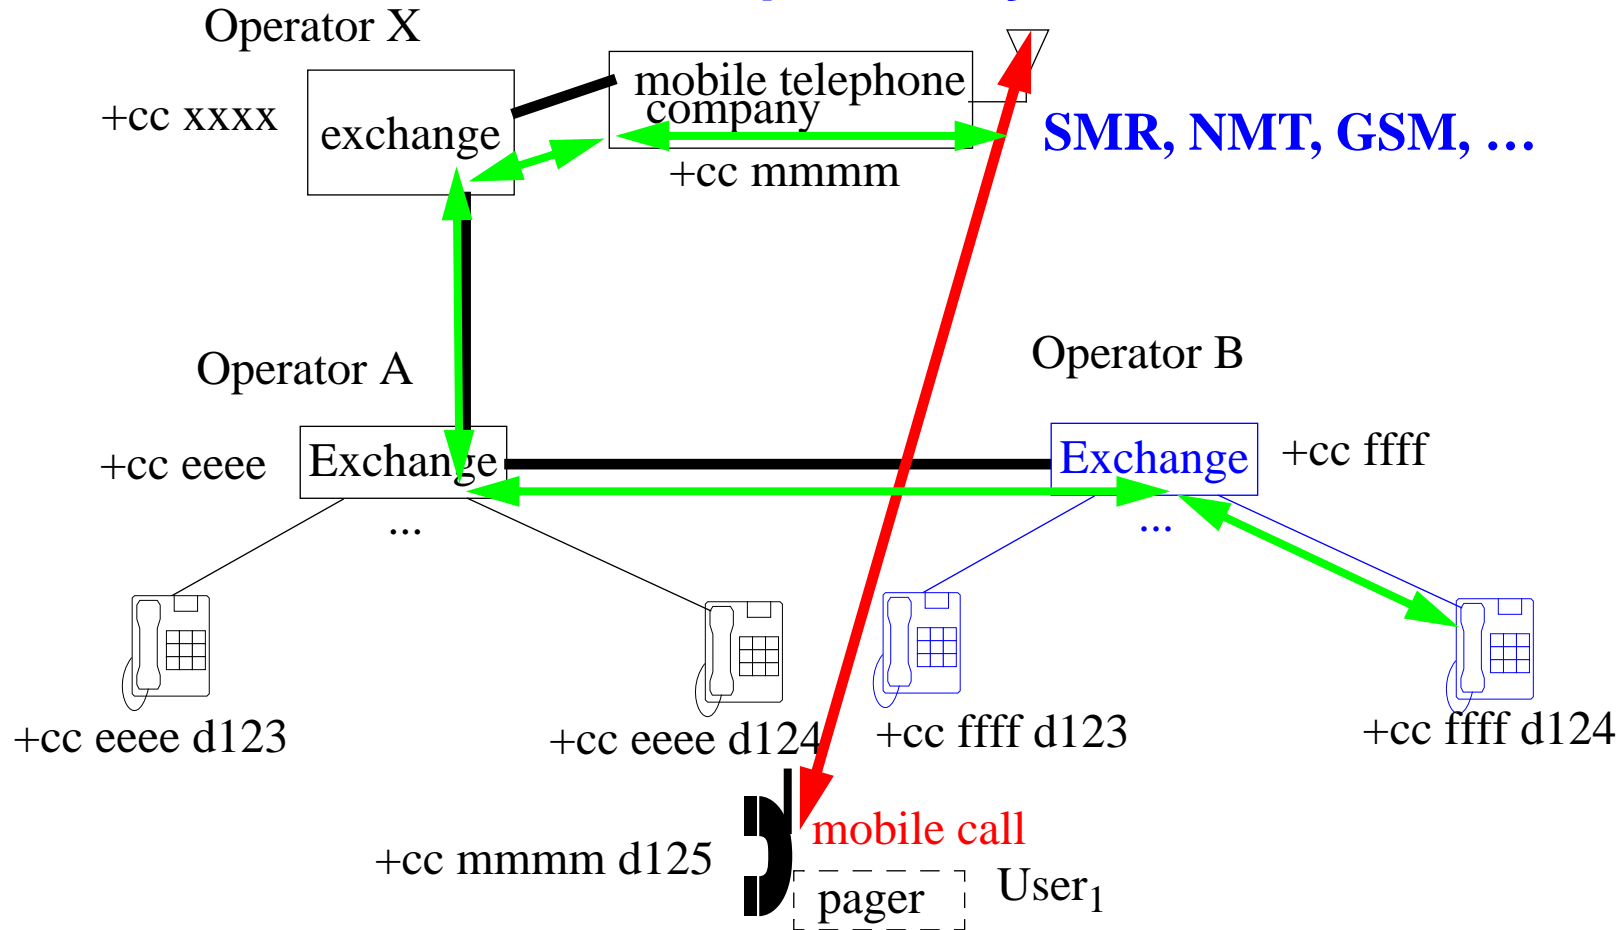 Operator X
mobile telephone
company
+cc xxxx
exchange
SMR, NMT, GSM, …
+cc mmmm
Operator A
Operator B
+cc eeee
Exchange
Exchange
+cc ffff
...
...
+cc eeee d123
+cc eeee d124
+cc ffff d123
+cc ffff d124
mobile call
+cc mmmm d125
pager
User1